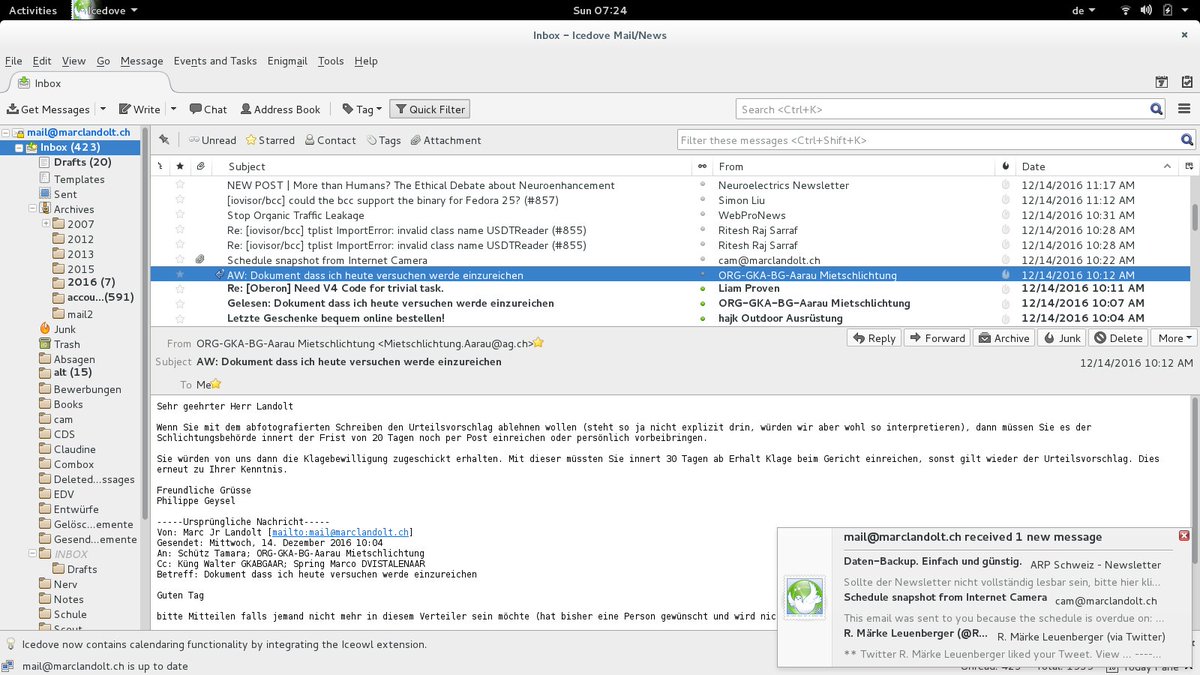 Activities
Icedove
Sun 07:24
de
Inbox - Icedove Mail/News
File Edit View Go Message Events and Tasks Enigmail Tools Help
Inbox
Get Messages Write Chat Address Book Tag Quick Filter Search <Ctrl+K>
Unread Starred Contact Tags Attachment Filter these messages <Ctrl+Shift+K>
mail@marclandolt.ch
Inbox (423)
Drafts (20)
Templates
Sent
Archives
2007
2012
2013
2015
2016 (7)
accou...(591)
mail2
Junk
Trash
Absagen
alt (15)
Bewerbungen
Books
cam
CDS
Claudine
Combox
Deleted...ssages
EDV
Entwürfe
Gelösc...emente
Gesend...emente
INBOX
Drafts
Nerv
Notes
Schule
Scout
Subject From Date
NEW POST | More than Humans? The Ethical Debate about Neuroenhancement Neuroelectrics Newsletter 12/14/2016 11:17 AM
[iovisor/bcc] could the bcc support the binary for Fedora 25? (#857) Simon Liu 12/14/2016 11:12 AM
Stop Organic Traffic Leakage WebProNews 12/14/2016 10:31 AM
Re: [iovisor/bcc] tplist ImportError: invalid class name USDTReader (#855) Ritesh Raj Sarraf 12/14/2016 10:28 AM
Re: [iovisor/bcc] tplist ImportError: invalid class name USDTReader (#855) Ritesh Raj Sarraf 12/14/2016 10:28 AM
Schedule snapshot from Internet Camera cam@marclandolt.ch 12/14/2016 10:22 AM
AW: Dokument dass ich heute versuchen werde einzureichen ORG-GKA-BG-Aarau Mietschlichtung 12/14/2016 10:12 AM
Re: [Oberon] Need V4 Code for trivial task. Liam Proven 12/14/2016 10:11 AM
Gelesen: Dokument dass ich heute versuchen werde einzureichen ORG-GKA-BG-Aarau Mietschlichtung 12/14/2016 10:07 AM
Letzte Geschenke bequem online bestellen! hajk Outdoor Ausrüstung 12/14/2016 10:04 AM
From ORG-GKA-BG-Aarau Mietschlichtung <Mietschlichtung.Aarau@ag.ch> Reply Forward Archive Junk Delete More
Subject AW: Dokument dass ich heute versuchen werde einzureichen 12/14/2016 10:12 AM
To Me
Sehr geehrter Herr Landolt
Wenn Sie mit dem abfotografierten Schreiben den Urteilsvorschlag ablehnen wollen (steht so ja nicht explizit drin, würden wir aber wohl so interpretieren), dann müssen Sie es der
Schlichtungsbehörde innert der Frist von 20 Tagen noch per Post einreichen oder persönlich vorbeibringen.
Sie würden von uns dann die Klagebewilligung zugeschickt erhalten. Mit dieser müssten Sie innert 30 Tagen ab Erhalt Klage beim Gericht einreichen, sonst gilt wieder der Urteilsvorschlag. Dies
erneut zu Ihrer Kenntnis.
Freundliche Grüsse
Philippe Geysel
-----Ursprüngliche Nachricht-----
Von: Marc Jr Landolt [mailto:mail@marclandolt.ch]
Gesendet: Mittwoch, 14. Dezember 2016 10:04
An: Schütz Tamara; ORG-GKA-BG-Aarau Mietschlichtung
Cc: Küng Walter GKABGAAR; Spring Marco DVISTALENAAR
Betreff: Dokument dass ich heute versuchen werde einzureichen
Guten Tag
bitte Mitteilen falls jemand nicht mehr in diesem Verteiler sein möchte (hat bisher eine Person gewünscht und wird nic
mail@marclandolt.ch received 1 new message
Daten-Backup. Einfach und günstig. ARP Schweiz - Newsletter
Sollte der Newsletter nicht vollständig lesbar sein, bitte hier kli...
Schedule snapshot from Internet Camera cam@marclandolt.ch
This email was sent to you because the schedule is overdue on: ...
R. Märke Leuenberger (@R... R. Märke Leuenberger (via Twitter)
** Twitter R. Märke Leuenberger liked your Tweet. View ... ----...
Icedove now contains calendaring functionality by integrating the Iceowl extension.
mail@marclandolt.ch is up to date
Today Pane